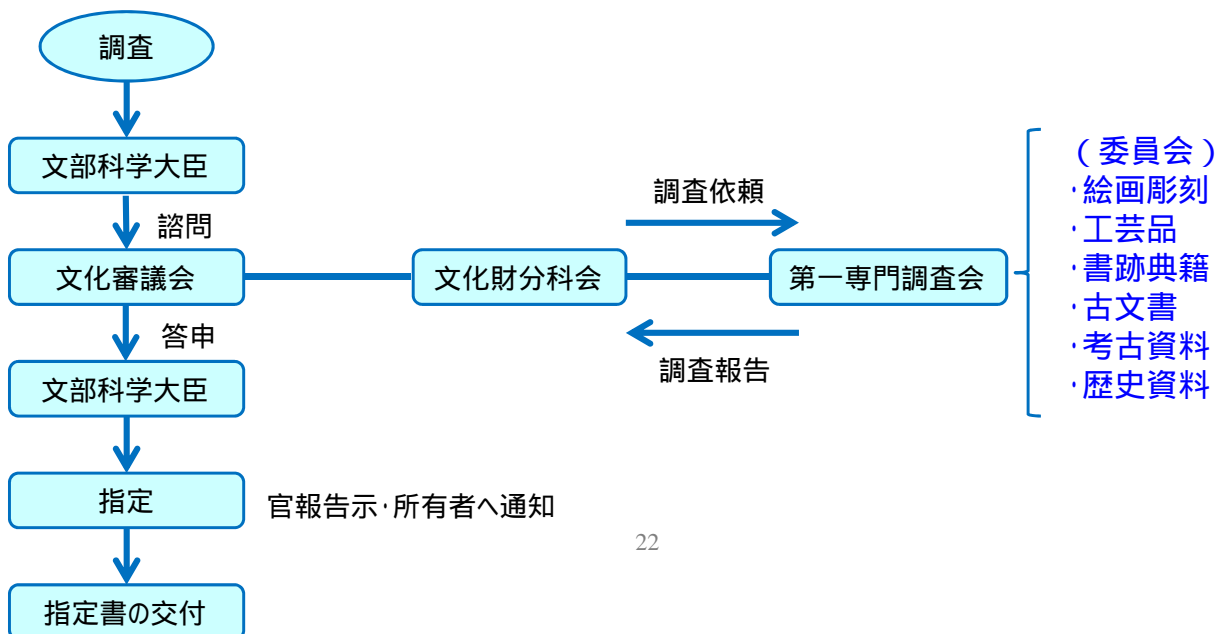 調査
文部科学大臣
諮問
文化審議会
文化財分科会
調査依頼
第一専門調査会
調査報告
(委員会)
･絵画彫刻
･工芸品
･書跡典籍
･古文書
･考古資料
･歴史資料
答申
文部科学大臣
指定
官報告示･所有者へ通知
指定書の交付
22